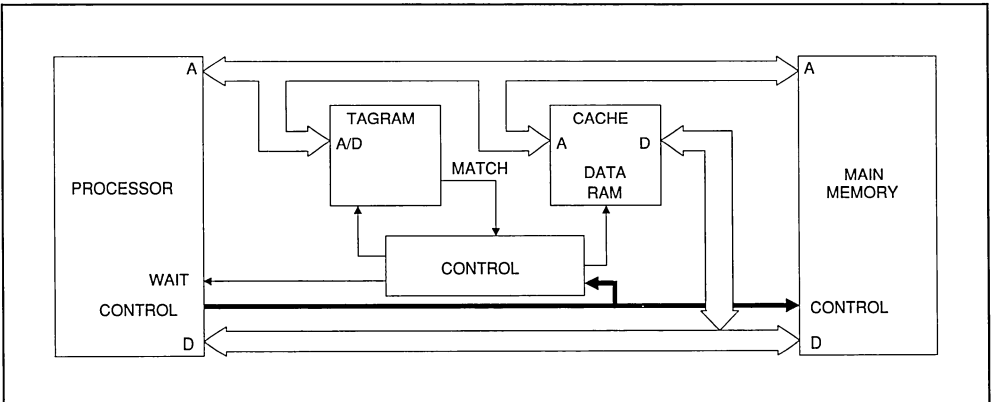 A
A
TAGRAM
CACHE
A/D
A
D
MATCH
DATA
RAM
PROCESSOR
MAIN
MEMORY
CONTROL
WAIT
CONTROL
CONTROL
D
D